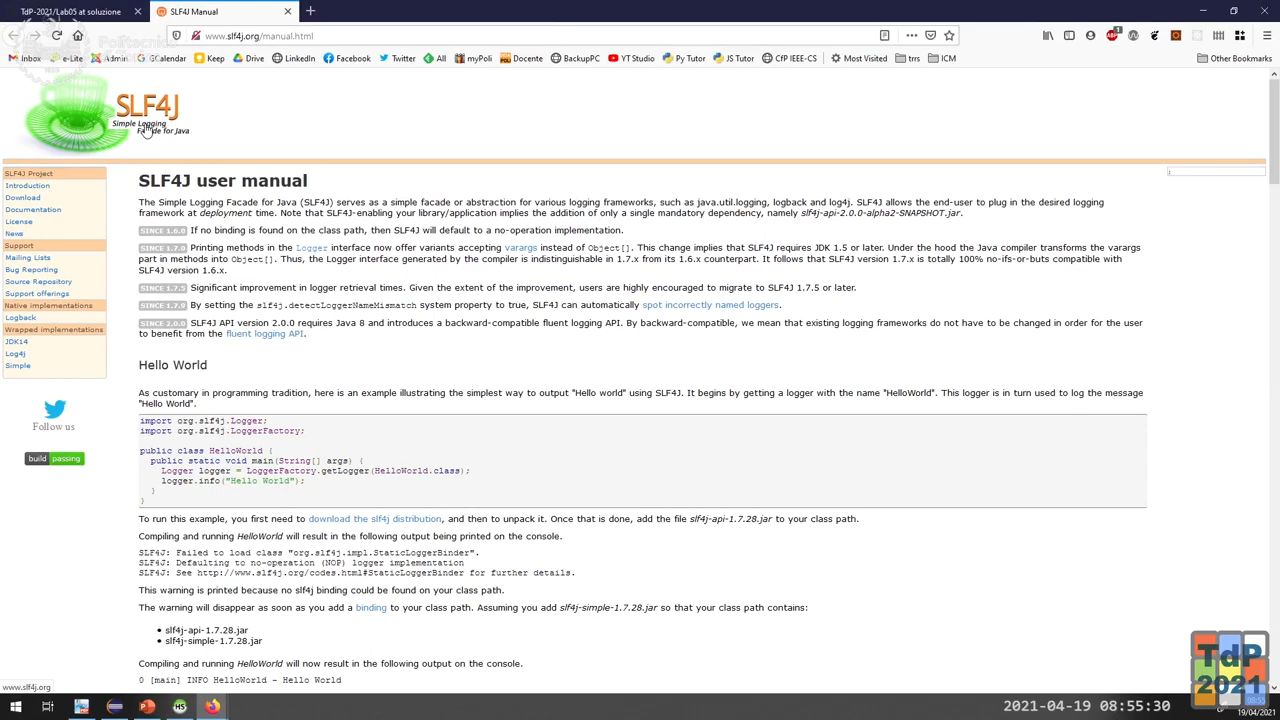 TdP-2021/Lab05 at soluzione
SLF4J Manual
www.slf4j.org/manual.html
Inbox
e-Lite
Admin
GCalendar
Keep
Drive
LinkedIn
Facebook
Twitter
All
myPoli
Docente
BackupPC
YT Studio
Py Tutor
JS Tutor
CfP IEEE-CS
Most Visited
trrs
ICM
Other Bookmarks
Politecnico
SLF4J
Simple Logging
Facade for Java
SLF4J Project
Introduction
Download
Documentation
License
News
Support
Mailing Lists
Bug Reporting
Source Repository
Support offerings
Native implementations
Logback
Wrapped implementations
JDK14
Log4j
Simple
Follow us
build passing
SLF4J user manual
The Simple Logging Facade for Java (SLF4J) serves as a simple facade or abstraction for various logging frameworks, such as java.util.logging, logback and log4j. SLF4J allows the end-user to plug in the desired logging
framework at deployment time. Note that SLF4J-enabling your library/application implies the addition of only a single mandatory dependency, namely slf4j-api-2.0.0-alpha2-SNAPSHOT.jar.
SINCE 1.6.0 If no binding is found on the class path, then SLF4J will default to a no-operation implementation.
SINCE 1.7.0 Printing methods in the Logger interface now offer variants accepting varargs instead of Object[]. This change implies that SLF4J requires JDK 1.5 or later. Under the hood the Java compiler transforms the varargs
part in methods into Object[]. Thus, the Logger interface generated by the compiler is indistinguishable in 1.7.x from its 1.6.x counterpart. It follows that SLF4J version 1.7.x is totally 100% no-ifs-or-buts compatible with
SLF4J version 1.6.x.
SINCE 1.7.5 Significant improvement in logger retrieval times. Given the extent of the improvement, users are highly encouraged to migrate to SLF4J 1.7.5 or later.
SINCE 1.7.9 By setting the slf4j.detectLoggerNameMismatch system property to true, SLF4J can automatically spot incorrectly named loggers.
SINCE 2.0.0 SLF4J API version 2.0.0 requires Java 8 and introduces a backward-compatible fluent logging API. By backward-compatible, we mean that existing logging frameworks do not have to be changed in order for the user
to benefit from the fluent logging API.
Hello World
As customary in programming tradition, here is an example illustrating the simplest way to output "Hello world" using SLF4J. It begins by getting a logger with the name "HelloWorld". This logger is in turn used to log the message
"Hello World".
import org.slf4j.Logger;
import org.slf4j.LoggerFactory;
public class HelloWorld {
public static void main(String[] args) {
Logger logger = LoggerFactory.getLogger(HelloWorld.class);
logger.info("Hello World");
}
}
To run this example, you first need to download the slf4j distribution, and then to unpack it. Once that is done, add the file slf4j-api-1.7.28.jar to your class path.
Compiling and running HelloWorld will result in the following output being printed on the console.
SLF4J: Failed to load class "org.slf4j.impl.StaticLoggerBinder".
SLF4J: Defaulting to no-operation (NOP) logger implementation
SLF4J: See http://www.slf4j.org/codes.html#StaticLoggerBinder for further details.
This warning is printed because no slf4j binding could be found on your class path.
The warning will disappear as soon as you add a binding to your class path. Assuming you add slf4j-simple-1.7.28.jar so that your class path contains:
• slf4j-api-1.7.28.jar
• slf4j-simple-1.7.28.jar
Compiling and running HelloWorld will now result in the following output on the console.
0 [main] INFO HelloWorld - Hello World
www.slf4j.org
TdP
2021
2021-04-19 08:55:30
08:55
19/04/2021